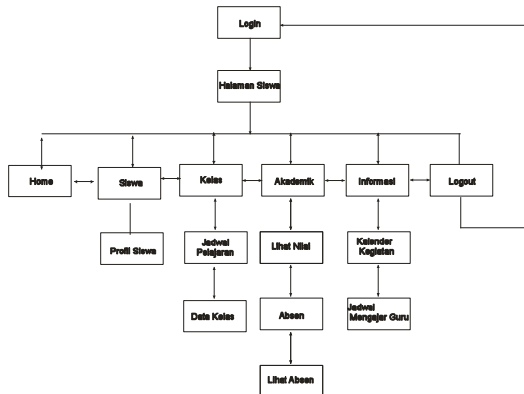 Login
Halaman Siswa
Home
Siswa
Kelas
Akademik
Informasi
Logout
Profil Siswa
Jadwal
Pelajaran
Lihat Nilai
Kalender
Kegiatan
Data Kelas
Absen
Jadwal
Mengajar Guru
Lihat Absen